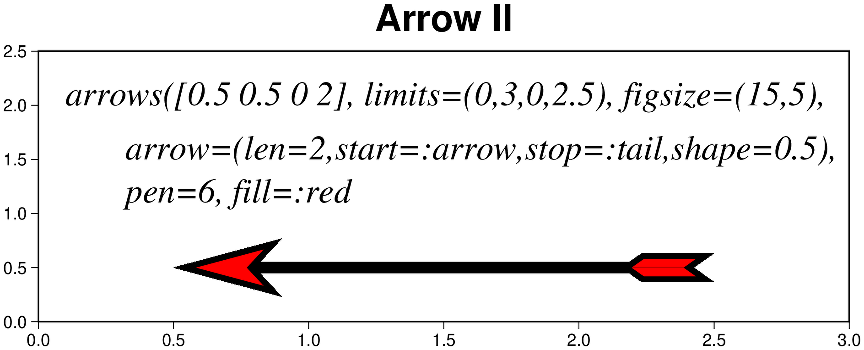 Arrow II
2.5
arrows([0.5 0.5 0 2], limits=(0,3,0,2.5), figsize=(15,5),
2.0
arrow=(len=2,start=:arrow,stop=:tail,shape=0.5),
1.5
pen=6, fill=:red
1.0
0.5
0.0
0.0 0.5 1.0 1.5 2.0 2.5 3.0